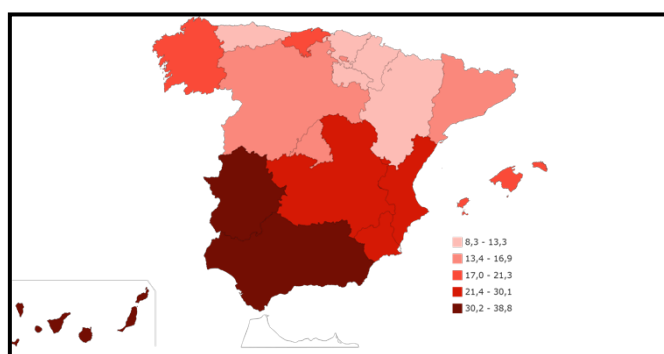 8,3 - 13,3
13,4 - 16,9
17,0 - 21,3
21,4 - 30,1
30,2 - 38,8